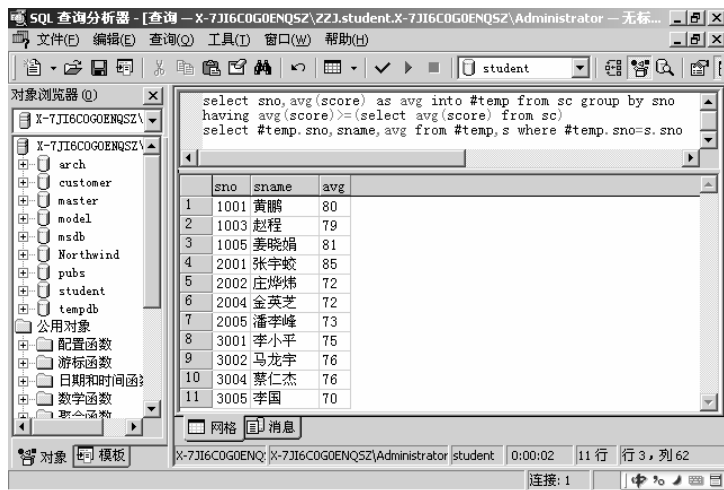 SQL 查询分析器 - [查询 — X-7JI6C0G0ENQSZ\ZZJ.student.X-7JI6C0G0ENQSZ\Administrator — 无标...
文件(F) 编辑(E) 查询(Q) 工具(T) 窗口(W) 帮助(H)
student
对象浏览器(O)
X-7JI6C0G0ENQSZ\
X-7JI6C0G0ENQSZ\
arch
customer
master
model
msdb
Northwind
pubs
student
tempdb
公用对象
配置函数
游标函数
日期和时间函
数学函数
聚合函数
对象 模板
select sno,avg(score) as avg into #temp from sc group by sno
having avg(score)>=(select avg(score) from sc)
select #temp.sno,sname,avg from #temp,s where #temp.sno=s.sno
sno sname avg
1 1001 黄鹏 80
2 1003 赵程 79
3 1005 姜晓娟 81
4 2001 张宇蛟 85
5 2002 庄烨炜 72
6 2004 金英芝 72
7 2005 潘李峰 73
8 3001 李小平 75
9 3002 马龙宇 76
10 3004 蔡仁杰 76
11 3005 李国 70
网格 消息
X-7JI6C0G0ENQ: X-7JI6C0G0ENQSZ\Administrator student 0:00:02 11 行 行 3，列 62
连接: 1
中